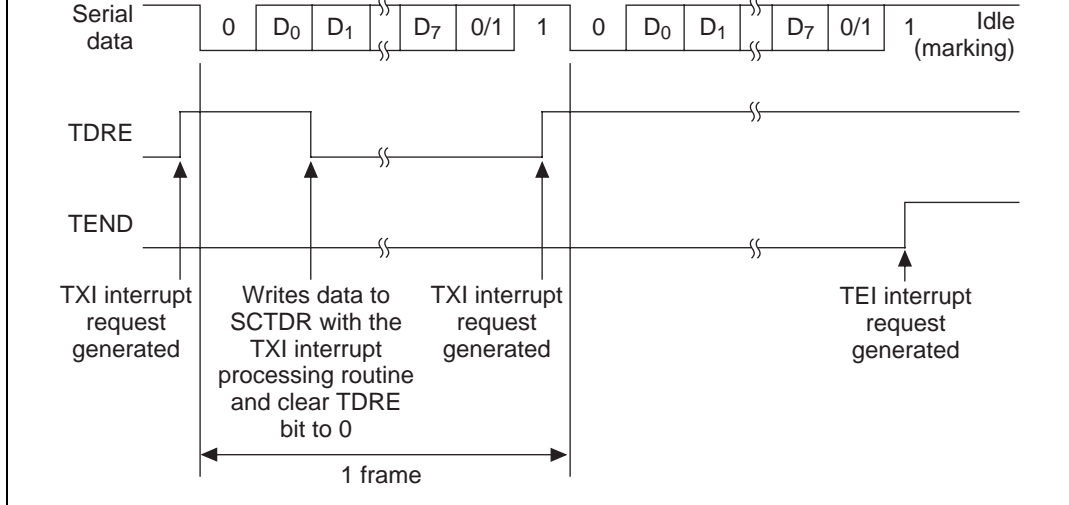 Serial data
0 D0 D1 D7 0/1 1 0 D0 D1 D7 0/1 1 Idle (marking)
TDRE
TEND
TXI interrupt
request
generated
Writes data to
SCTDR with the
TXI interrupt
processing routine
and clear TDRE
bit to 0
TXI interrupt
request
generated
TEI interrupt
request
generated
1 frame